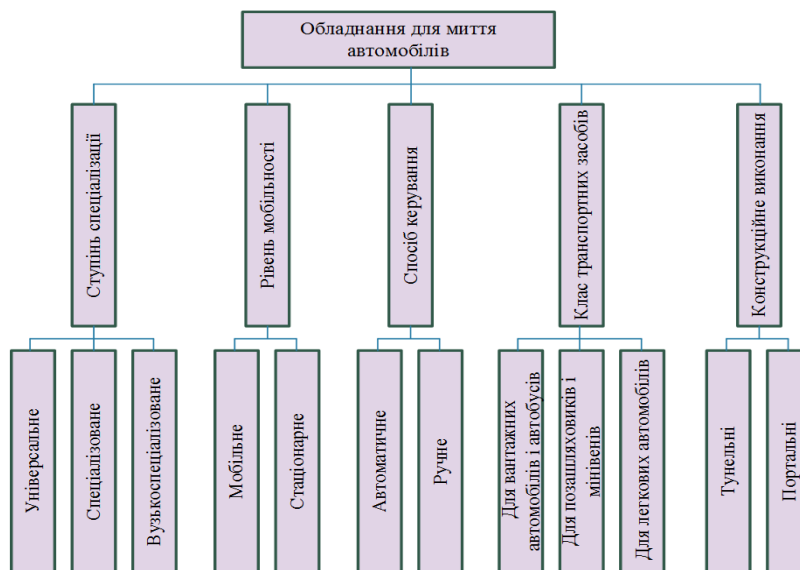 Обладнання для миття
автомобілів
Ступінь спеціалізації
Рівень мобільності
Спосіб керування
Клас транспортних засобів
Конструкційне виконання
Універсальне
Спеціалізоване
Вузькоспеціалізоване
Мобільне
Стаціонарне
Автоматичне
Ручне
Для вантажних
автомобілів і автобусів
Для позашляховиків і
мінівенів
Для легкових автомобілів
Тунельні
Портальні